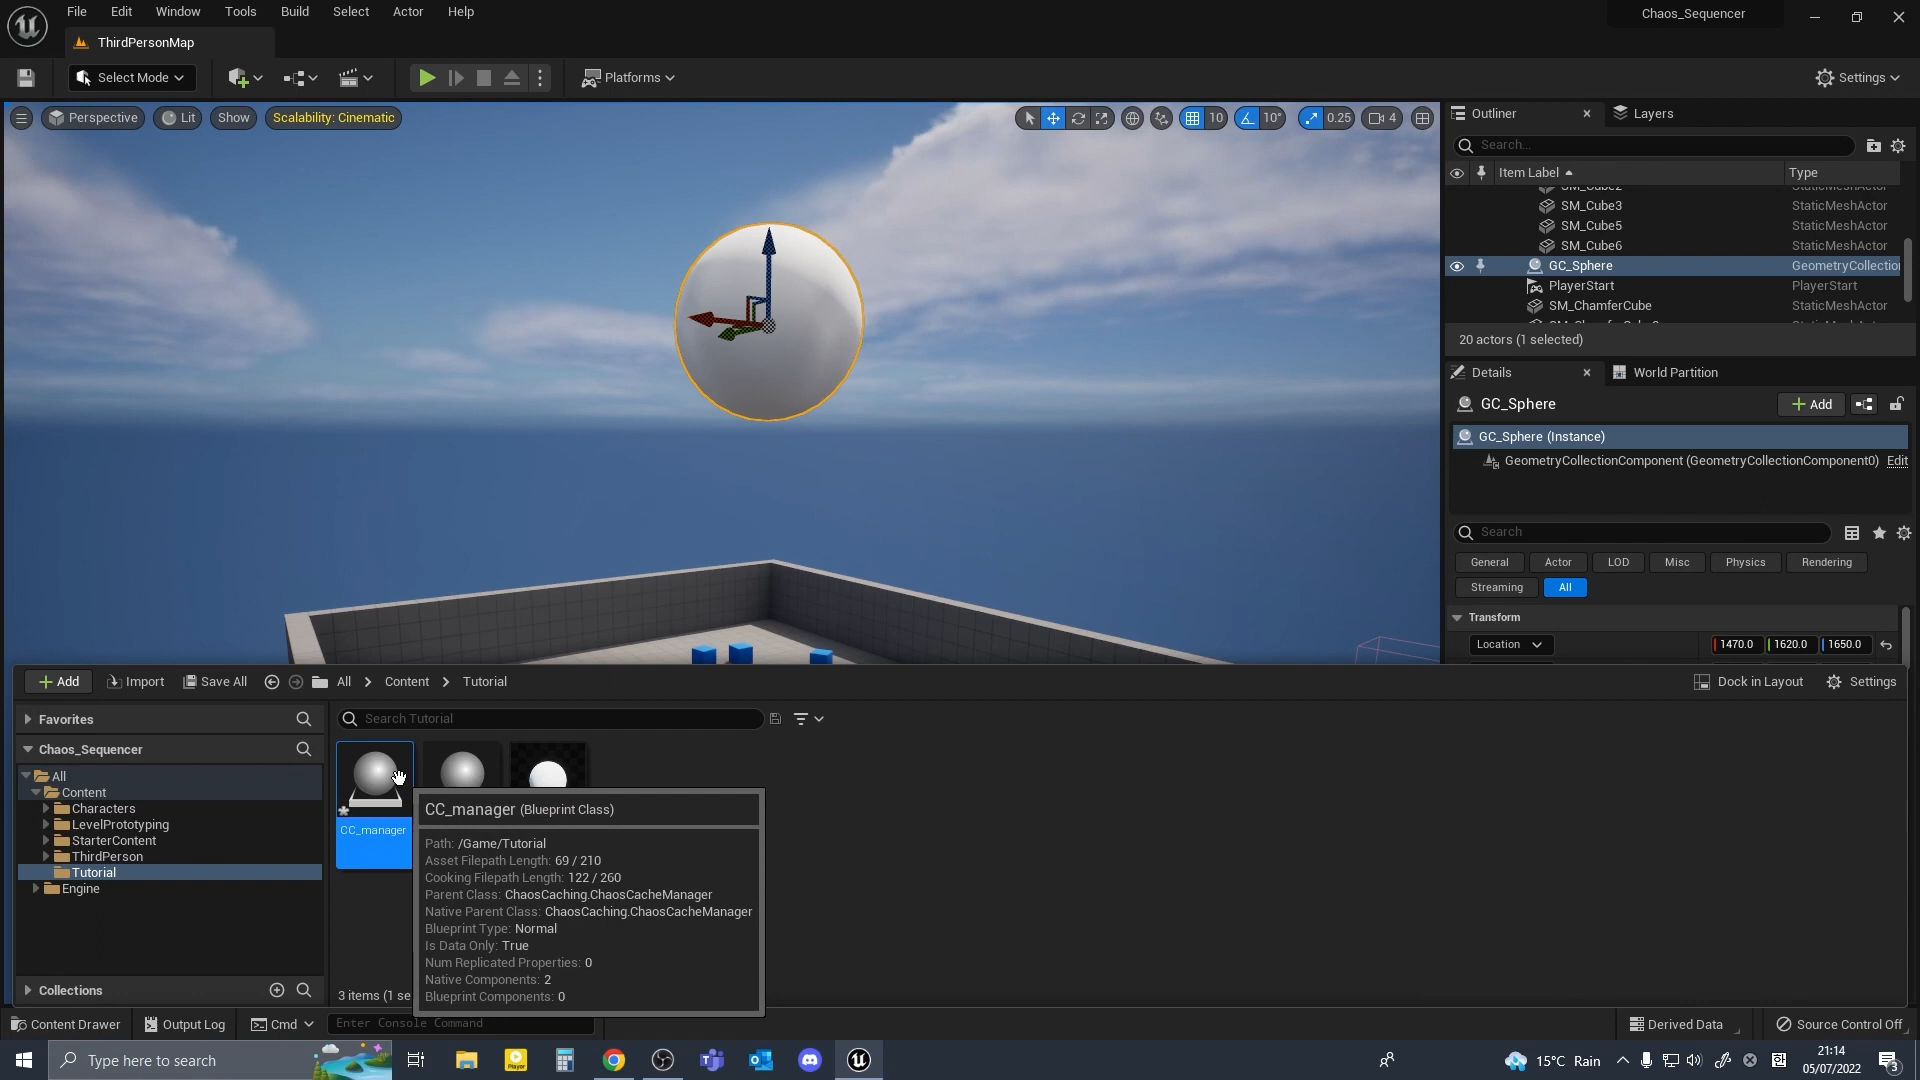 File Edit Window Tools Build Select Actor Help
Chaos_Sequencer
ThirdPersonMap
Select Mode
Platforms
Settings
Perspective Lit Show Scalability: Cinematic
10 10° 0.25 4
Outliner
Layers
Search...
Item Label Type
SM_Cube2 StaticMeshActor
SM_Cube3 StaticMeshActor
SM_Cube5 StaticMeshActor
SM_Cube6 StaticMeshActor
GC_Sphere GeometryCollectio
PlayerStart PlayerStart
SM_ChamferCube StaticMeshActor
20 actors (1 selected)
Details
World Partition
GC_Sphere
Add
GC_Sphere (Instance)
GeometryCollectionComponent (GeometryCollectionComponent0) Edit
Search
General Actor LOD Misc Physics Rendering
Streaming All
Transform
Location 1470.0 1620.0 1650.0
Add Import Save All All Content Tutorial
Dock in Layout Settings
Favorites
Search Tutorial
Chaos_Sequencer
All
Content
Characters
LevelPrototyping
StarterContent
ThirdPerson
Tutorial
Engine
Collections
CC_manager
3 items (1 se
CC_manager (Blueprint Class)
Path: /Game/Tutorial
Asset Filepath Length: 69 / 210
Cooking Filepath Length: 122 / 260
Parent Class: ChaosCaching.ChaosCacheManager
Native Parent Class: ChaosCaching.ChaosCacheManager
Blueprint Type: Normal
Is Data Only: True
Num Replicated Properties: 0
Native Components: 2
Blueprint Components: 0
Content Drawer Output Log Cmd Enter Console Command
Derived Data Source Control Off
Type here to search
Player
15°C Rain
21:14
05/07/2022
3